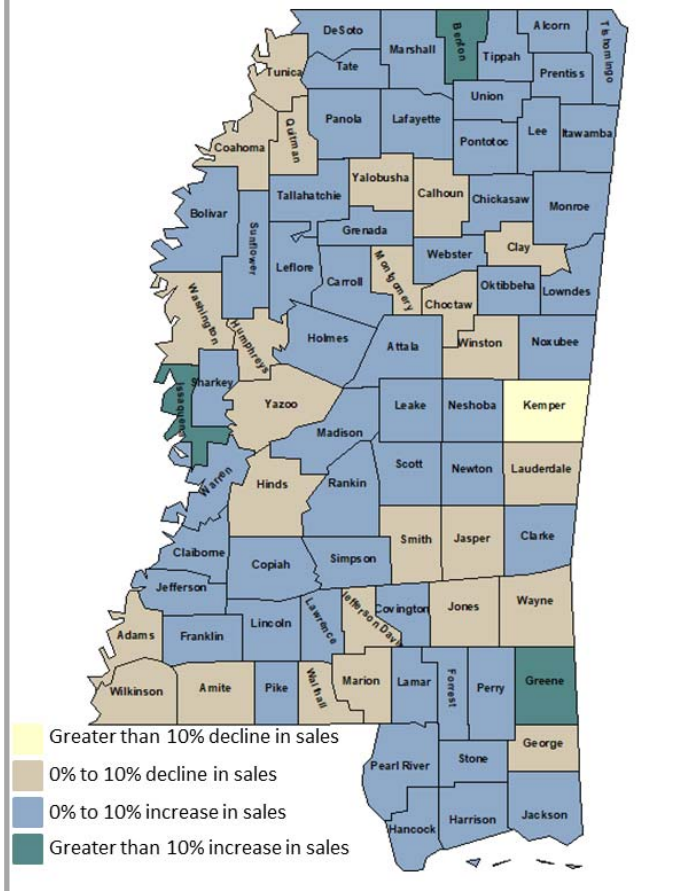 DeSoto
Marshall
Benton
Tippah
Alcorn
Tishomingo
Tunica
Tate
Prentiss
Union
Panola
Lafayette
Quitman
Coahoma
Pontotoc
Lee
Itawamba
Yalobusha
Calhoun
Tallahatchie
Chickasaw
Monroe
Bolivar
Sunflower
Grenada
Webster
Clay
Leflore
Carroll
Montgomery
Oktibbeha
Lowndes
Choctaw
Washington
Humphreys
Holmes
Attala
Winston
Noxubee
Sharkey
Issaquena
Yazoo
Leake
Neshoba
Kemper
Madison
Warren
Hinds
Rankin
Scott
Newton
Lauderdale
Claiborne
Copiah
Simpson
Smith
Jasper
Clarke
Jefferson
Lincoln
Lawrence
Jefferson Davis
Covington
Jones
Wayne
Adams
Franklin
Wilkinson
Amite
Pike
Walthall
Marion
Lamar
Forrest
Perry
Greene
George
Pearl River
Stone
Hancock
Harrison
Jackson
Greater than 10% decline in sales
0% to 10% decline in sales
0% to 10% increase in sales
Greater than 10% increase in sales